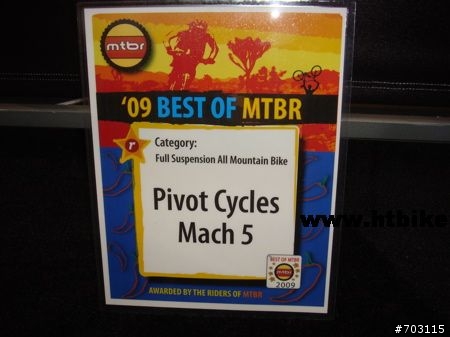 mtbr
'09 BEST OF MTBR
r
Category:
Full Suspension All Mountain Bike
Pivot Cycles
Mach 5
www.htbike
BEST OF MTBR
mtbr
2009
AWARDED BY THE RIDERS OF MTBR
#703115